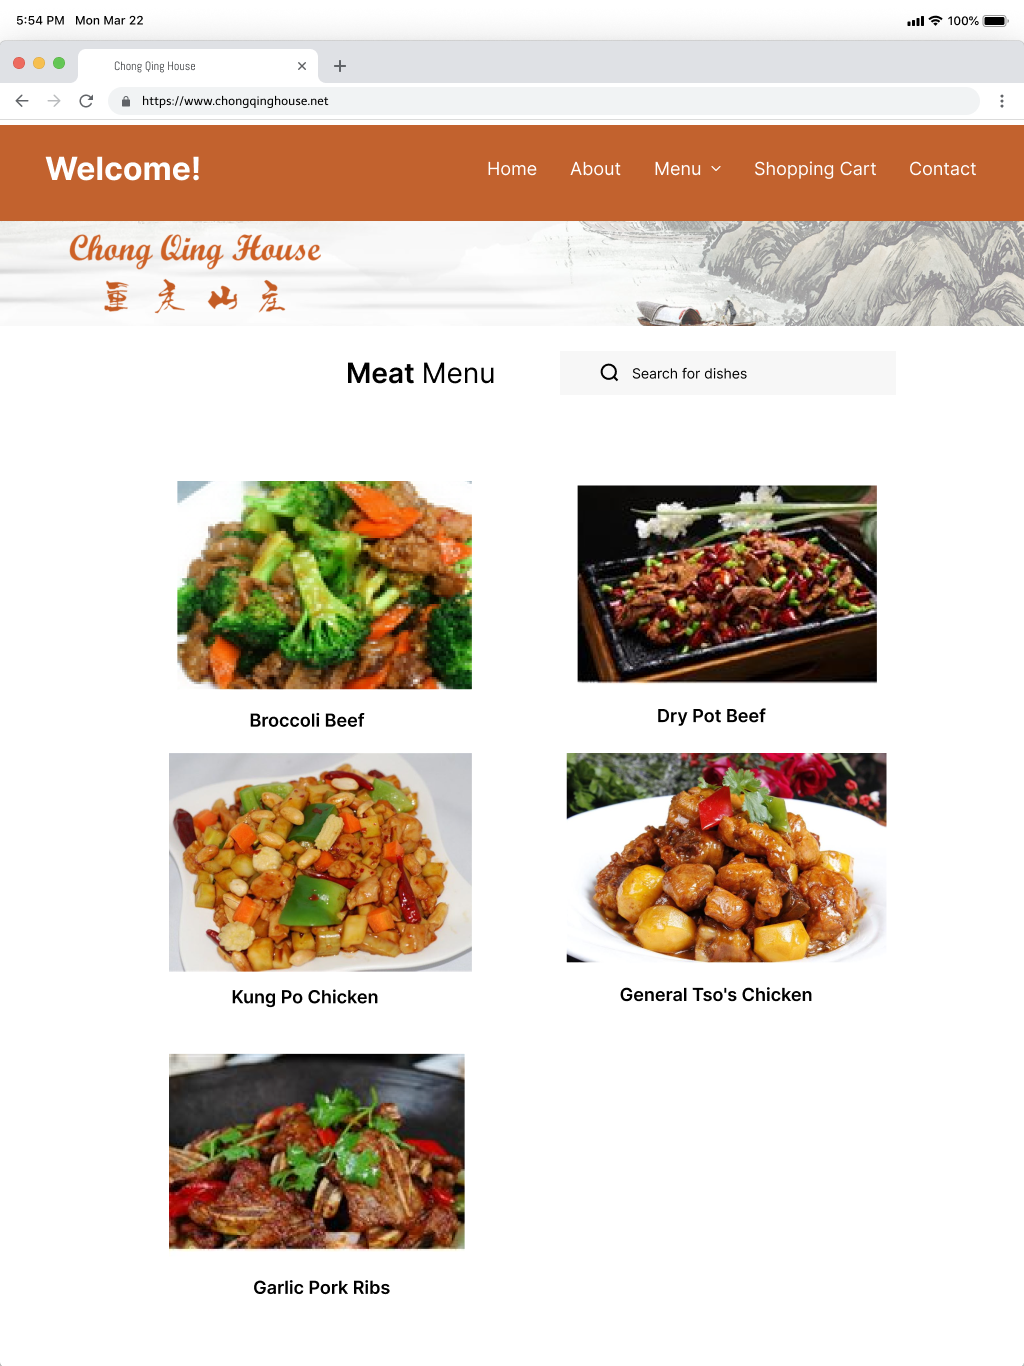 5:54 PM Mon Mar 22
100%
Chong Qing House
https://www.chongqinghouse.net
Welcome!
Home About Menu Shopping Cart Contact
Chong Qing House
重庆山庄
Meat Menu
Search for dishes
Broccoli Beef
Dry Pot Beef
Kung Po Chicken
General Tso's Chicken
Garlic Pork Ribs